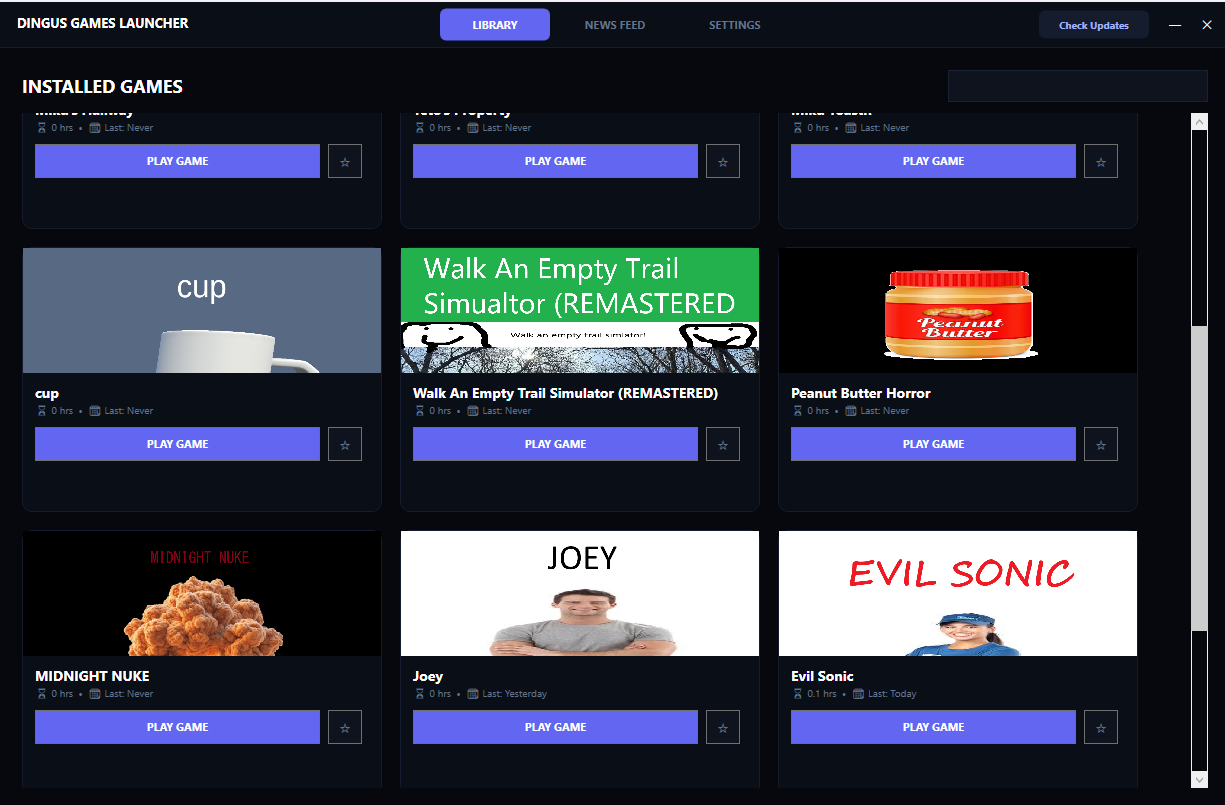 DINGUS GAMES LAUNCHER
LIBRARY
NEWS FEED
SETTINGS
Check Updates
INSTALLED GAMES
0 hrs • Last: Never
0 hrs • Last: Never
0 hrs • Last: Never
PLAY GAME
PLAY GAME
PLAY GAME
cup
Walk An Empty Trail
Simualtor (REMASTERED
Walk an empty trail simlator!
Peanut
Butter
cup
Walk An Empty Trail Simulator (REMASTERED)
Peanut Butter Horror
0 hrs • Last: Never
0 hrs • Last: Never
0 hrs • Last: Never
PLAY GAME
PLAY GAME
PLAY GAME
MIDNIGHT NUKE
JOEY
EVIL SONIC
MIDNIGHT NUKE
Joey
Evil Sonic
0 hrs • Last: Never
0 hrs • Last: Yesterday
0.1 hrs • Last: Today
PLAY GAME
PLAY GAME
PLAY GAME